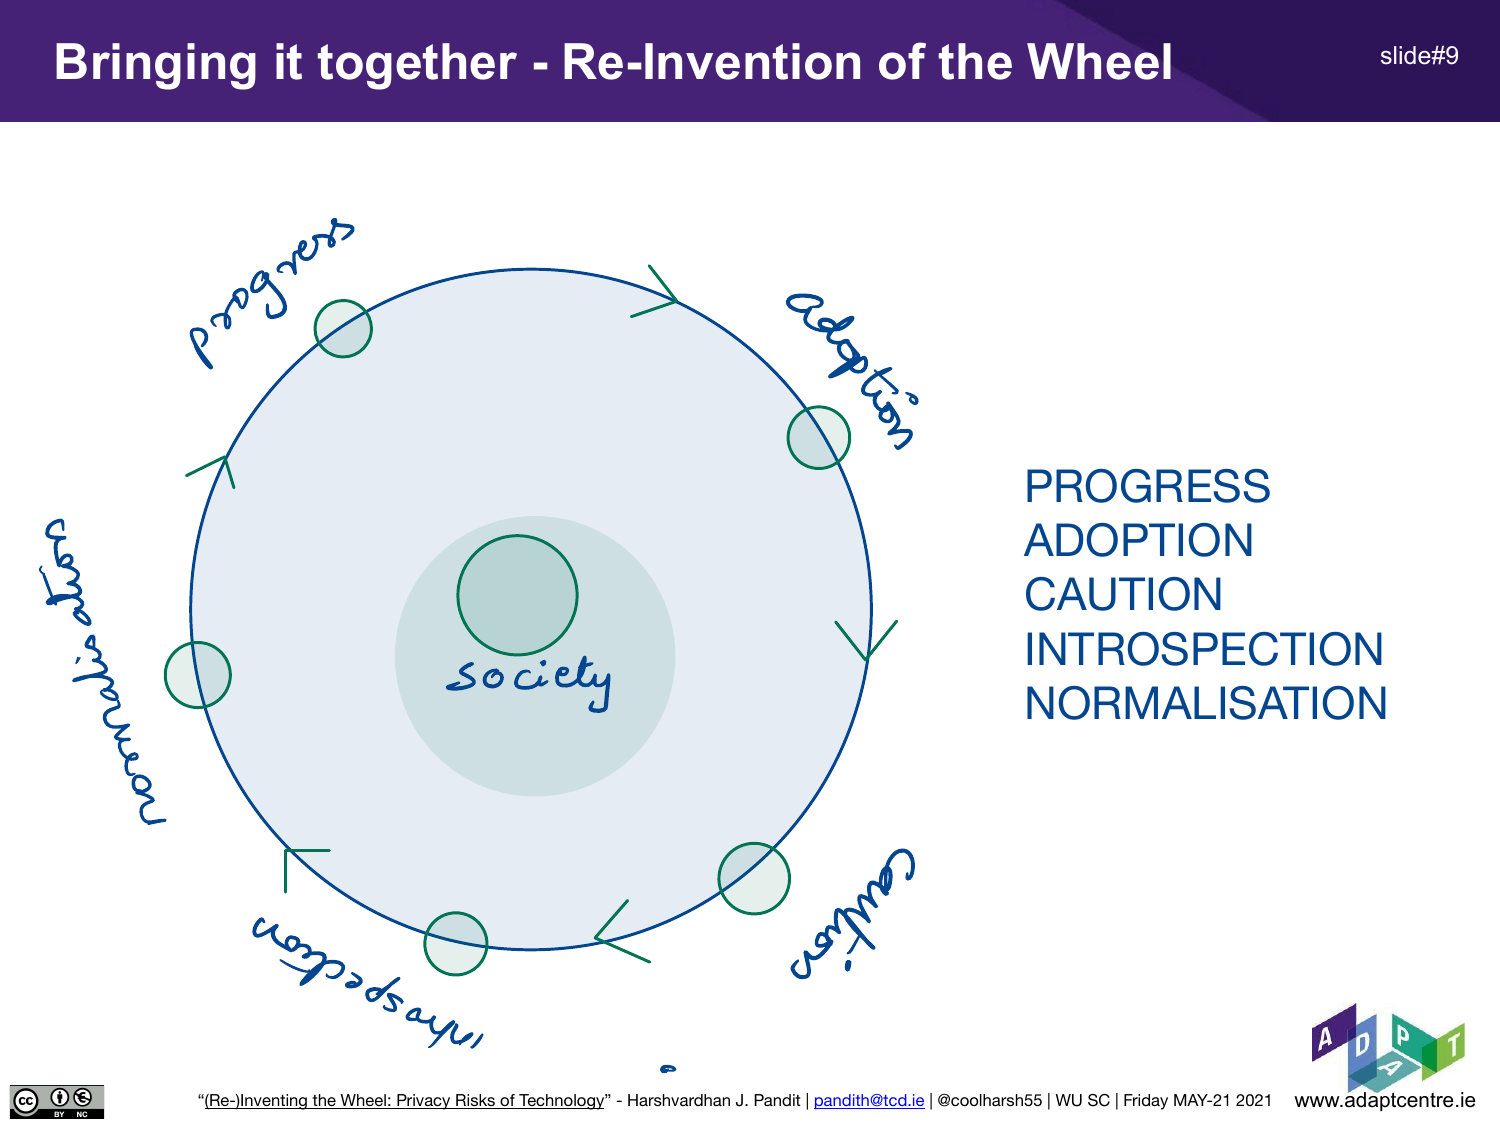 Bringing it together - Re-Invention of the Wheel
slide#9
progress
adoption
society
normalisation
caution
introspection
PROGRESS
ADOPTION
CAUTION
INTROSPECTION
NORMALISATION
ADAPT
cc BY NC
“(Re-)Inventing the Wheel: Privacy Risks of Technology” - Harshvardhan J. Pandit | pandith@tcd.ie | @coolharsh55 | WU SC | Friday MAY-21 2021
www.adaptcentre.ie